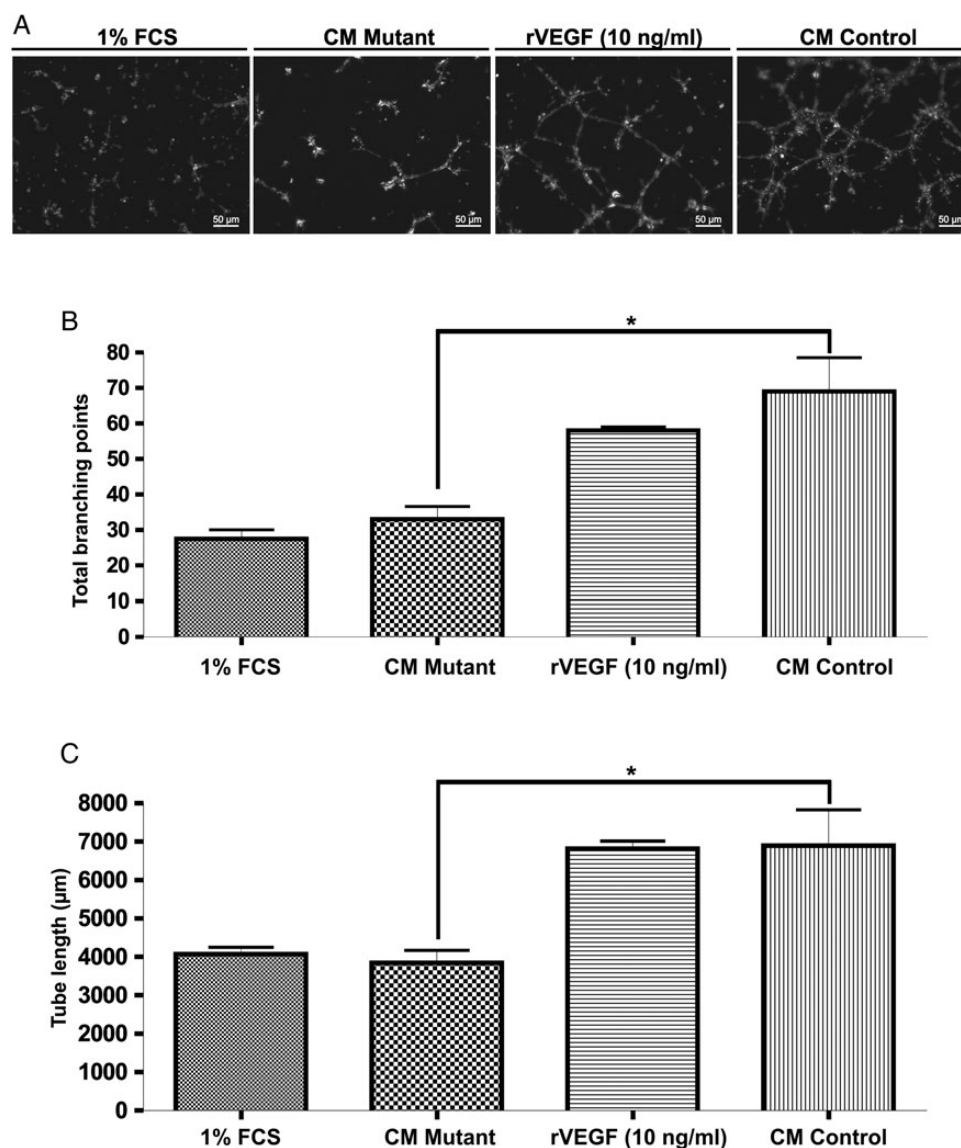 A
1% FCS CM Mutant rVEGF (10 ng/ml) CM Control
50 µm 50 µm 50 µm 50 µm
B
*
Total branching points
80
70
60
50
40
30
20
10
0
1% FCS CM Mutant rVEGF (10 ng/ml) CM Control
C
*
Tube length (µm)
8000
7000
6000
5000
4000
3000
2000
1000
0
1% FCS CM Mutant rVEGF (10 ng/ml) CM Control